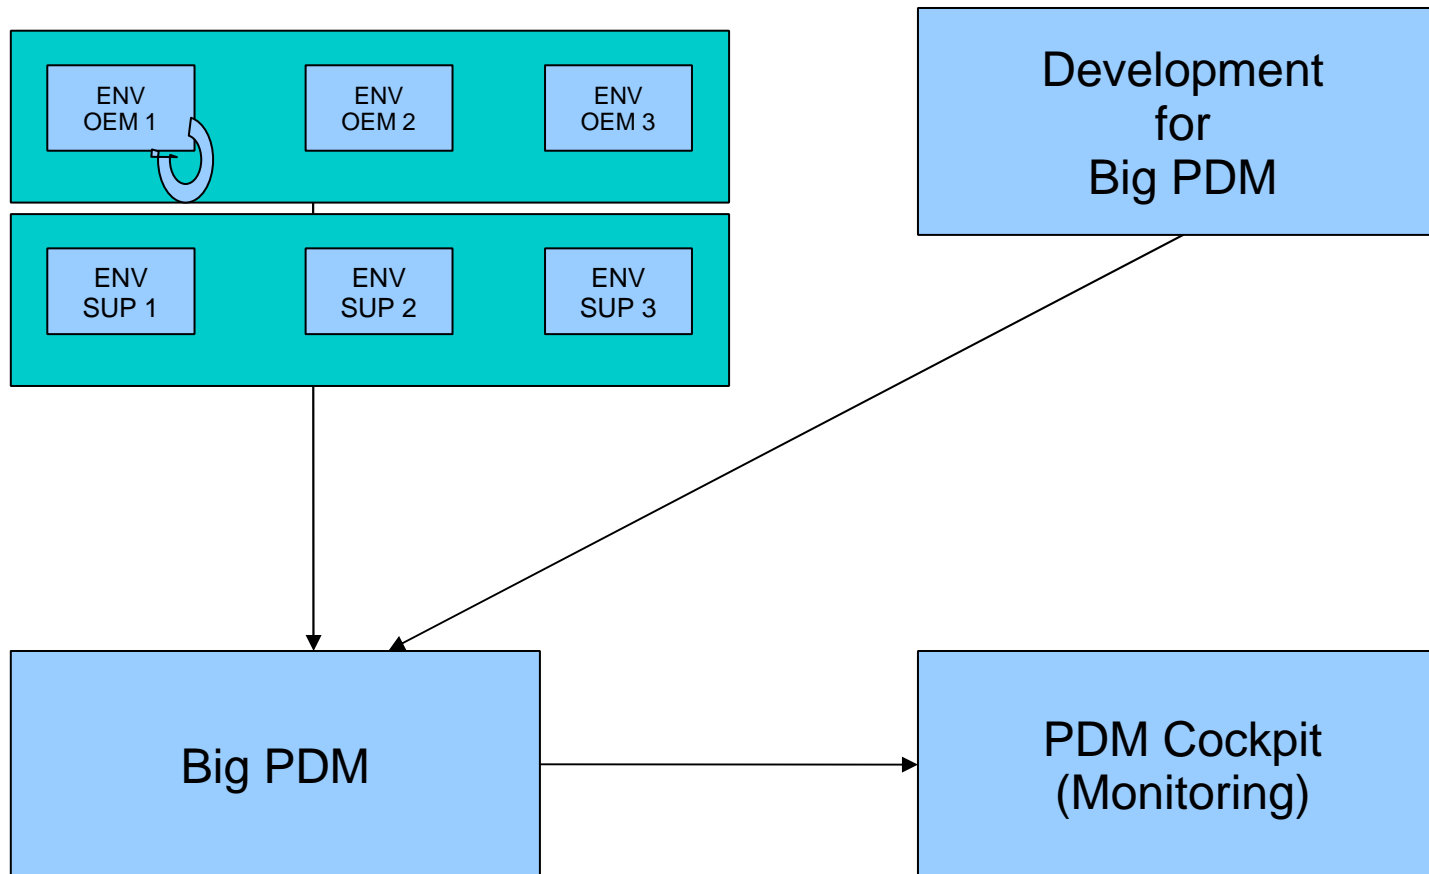 ENV
OEM 1
ENV
OEM 2
ENV
OEM 3
Development
for
Big PDM
ENV
SUP 1
ENV
SUP 2
ENV
SUP 3
Big PDM
PDM Cockpit
(Monitoring)